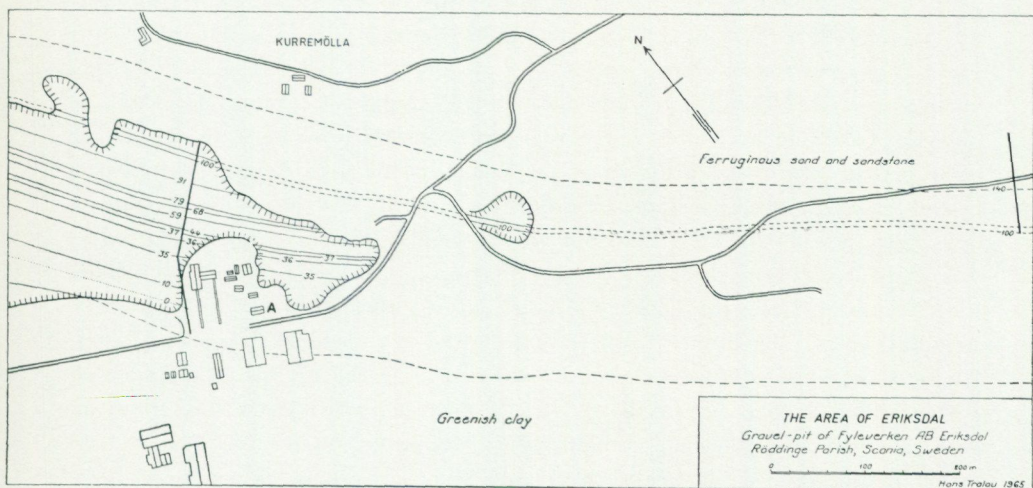 KURREMÖLLA
N
Ferruginous sand and sandstone
100
91
79
68
59
44
37
36
35
10
0
36
37
35
100
140
100
A
Greenish clay
THE AREA OF ERIKSDAL
Gravel-pit of Fyleverken AB Eriksdal
Röddinge Parish, Scania, Sweden
0 100 200 m
Hans Tralau 1965